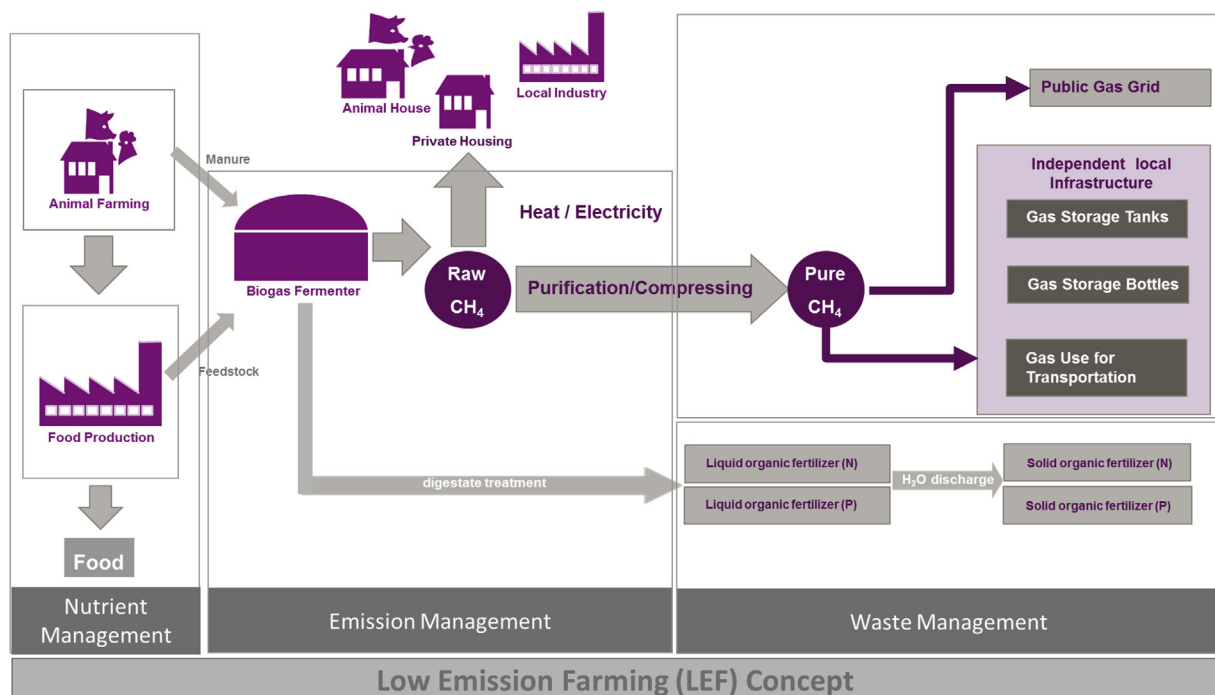 Animal Farming
Food Production
Food
Nutrient
Management
Manure
Feedstock
Biogas Fermenter
Animal House
Private Housing
Local Industry
Heat / Electricity
Raw
CH₄
Purification/Compressing
digestate treatment
Emission Management
Pure
CH₄
Public Gas Grid
Independent local
Infrastructure
Gas Storage Tanks
Gas Storage Bottles
Gas Use for
Transportation
Liquid organic fertilizer (N)
Liquid organic fertilizer (P)
H₂O discharge
Solid organic fertilizer (N)
Solid organic fertilizer (P)
Waste Management
Low Emission Farming (LEF) Concept